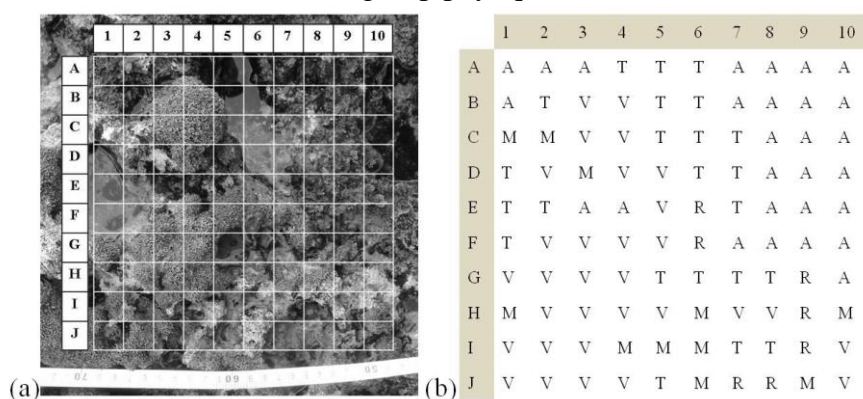 1 2 3 4 5 6 7 8 9 10
A
B
C
D
E
F
G
H
I
J
(a)
1 2 3 4 5 6 7 8 9 10
A A A A T T T A A A A
B A T V V T T A A A A
C M M V V T T T A A A
D T V M V V T T A A A
E T T A A V R T A A A
F T V V V V R A A A A
G V V V V T T T T R A
H M V V V V M V V R M
I V V V M M M T T R V
J V V V V T M R R M V
(b)